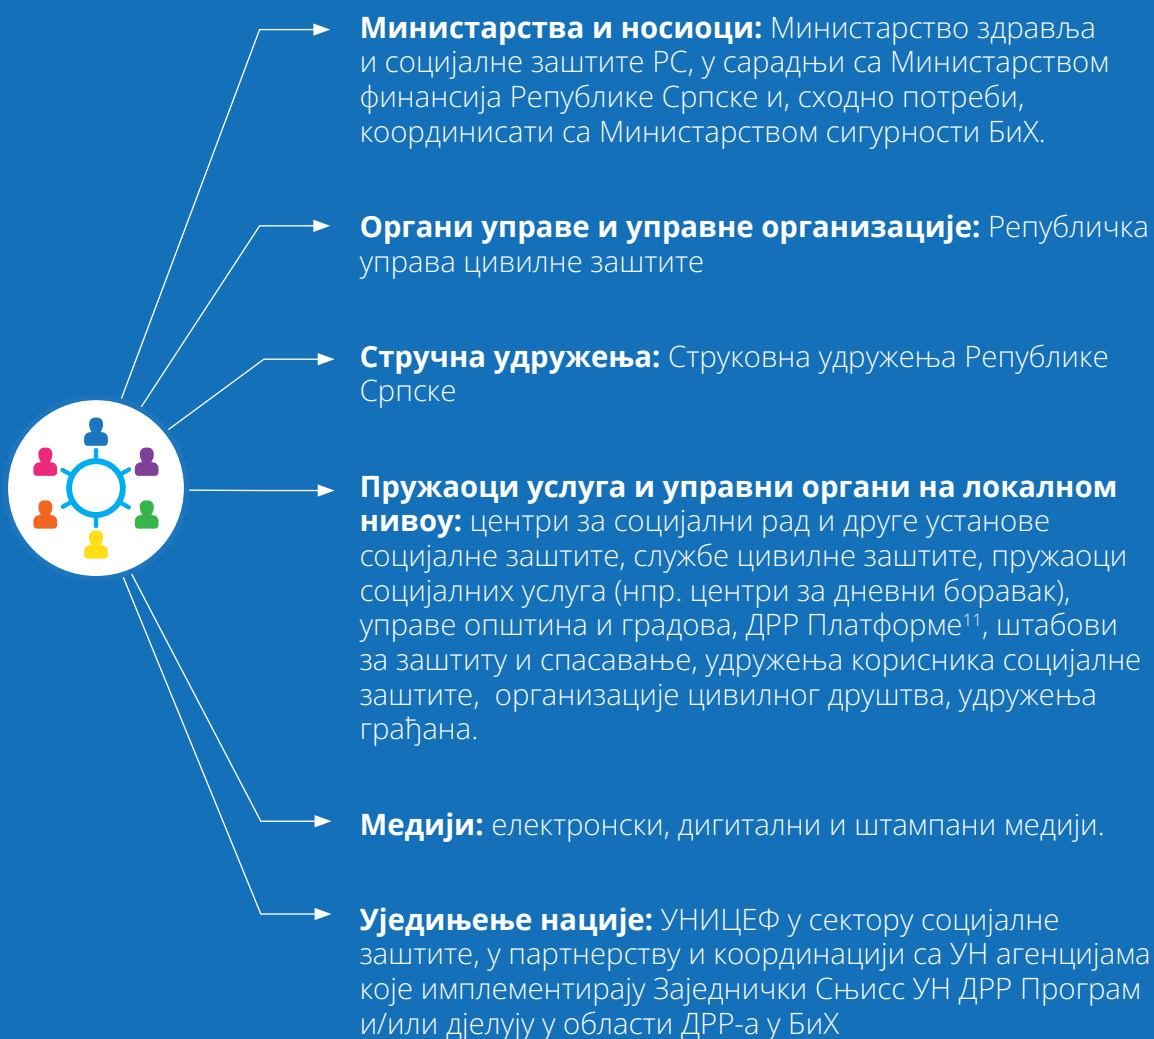 Министарства и носиоци: Министарство здравља
и социјалне заштите РС, у сарадњи са Министарством
финансија Републике Српске и, сходно потреби,
координисати са Министарством сигурности БиХ.
Органи управе и управне организације: Републичка
управа цивилне заштите
Стручна удружења: Струковна удружења Републике
Српске
Пружаоци услуга и управни органи на локалном
нивоу: центри за социјални рад и друге установе
социјалне заштите, службе цивилне заштите, пружаоци
социјалних услуга (нпр. центри за дневни боравак),
управе општина и градова, ДРР Платформе¹¹, штабови
за заштиту и спасавање, удружења корисника социјалне
заштите, организације цивилног друштва, удружења
грађана.
Медији: електронски, дигитални и штампани медији.
Уједињење нације: УНИЦЕФ у сектору социјалне
заштите, у партнерству и координацији са УН агенцијама
које имплементирају Заједнички Сњисс УН ДРР Програм
и/или дјелују у области ДРР-а у БиХ